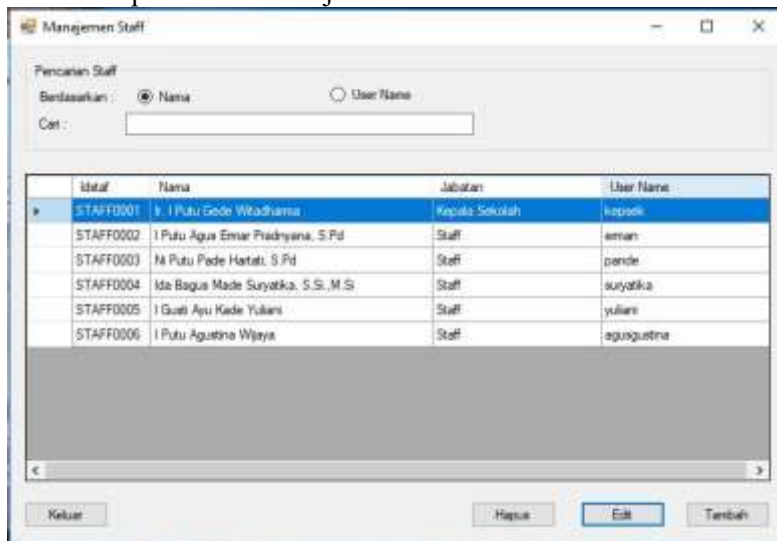 Manajemen Staff
Pencarian Staff
Berdasarkan : Nama User Name
Cari :
Idstaf Nama Jabatan User Name
STAFF0001 Ir. I Putu Gede Witadharma Kepala Sekolah kepsek
STAFF0002 I Putu Agus Pradnyana, S.Pd Staff
STAFF0003 Ni Putu Pade Hartati, S.Pd Staff pande
STAFF0004 Ida Bagus Made Suryatika, S.Si.,M.Si Staff suryatika
STAFF0005 I Gusti Ayu Kade Yuliani Staff yuliani
STAFF0006 I Putu Agustina Wijaya Staff agusgustina
Keluar Hapus Edit Tambah